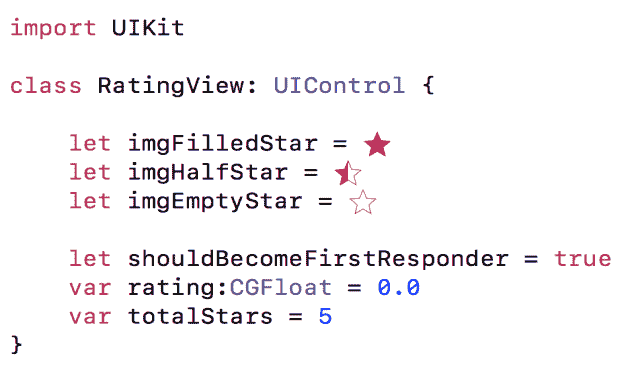 import UIKit
class RatingView: UIControl {
let imgFilledStar = ★
let imgHalfStar = ⯪
let imgEmptyStar = ☆
let shouldBecomeFirstResponder = true
var rating:CGFloat = 0.0
var totalStars = 5
}